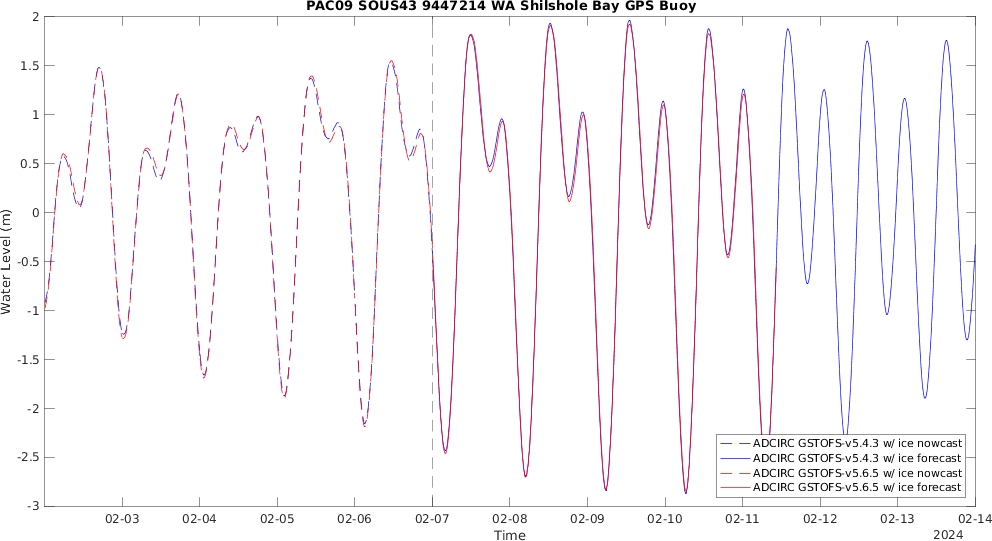 PAC09 SOUS43 9447214 WA Shilshole Bay GPS Buoy
2
1.5
1
0.5
0
-0.5
-1
-1.5
-2
-2.5
-3
Water Level (m)
ADCIRC GSTOFS-v5.4.3 w/ ice nowcast
ADCIRC GSTOFS-v5.4.3 w/ ice forecast
ADCIRC GSTOFS-v5.6.5 w/ ice nowcast
ADCIRC GSTOFS-v5.6.5 w/ ice forecast
02-03 02-04 02-05 02-06 02-07 02-08 02-09 02-10 02-11 02-12 02-13 02-14
Time
2024